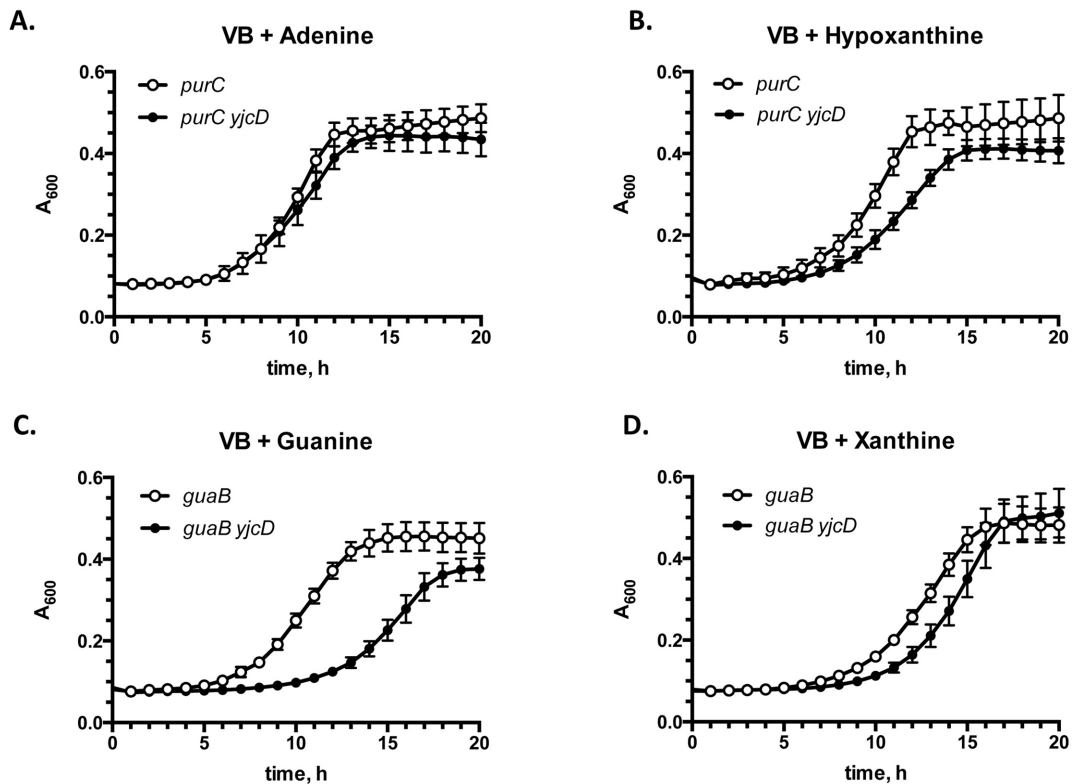 A.
VB + Adenine
purC
purC yjcD
0.6
0.4
0.2
0.0
A600
0 5 10 15 20
time, h
B.
VB + Hypoxanthine
purC
purC yjcD
0.6
0.4
0.2
0.0
A600
0 5 10 15 20
time, h
C.
VB + Guanine
guaB
guaB yjcD
0.6
0.4
0.2
0.0
A600
0 5 10 15 20
time, h
D.
VB + Xanthine
guaB
guaB yjcD
0.6
0.4
0.2
0.0
A600
0 5 10 15 20
time, h